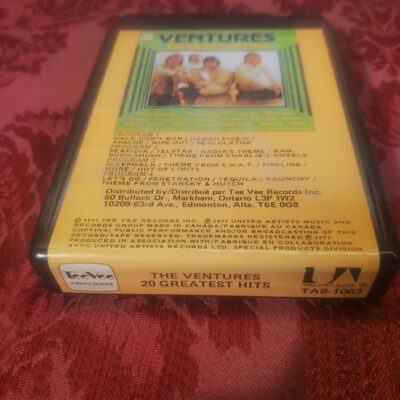 VENTURES
PROGRAM 1
WALK DON'T RUN / HAWAII FIVE-O /
APACHE / WIPE-OUT / PERCOLATOR
PROGRAM 2
PERFIDIA / TELSTAR / NADIA'S THEME / RAM-
BUNK-SHUSH / THEME FROM CHARLIE'S ANGELS
PROGRAM 3
SLEEPWALK / THEME FROM S.W.A.T. / PIPELINE /
MORE / OUT OF LIMITS
PROGRAM 4
LET'S GO / PENETRATION / TEQUILA / RAUNCHY /
THEME FROM STARSKY & HUTCH
Distributed by/Distribué par Tee Vee Records Inc.
60 Bullock Dr., Markham, Ontario L3P 1W2
10209-63rd Ave., Edmonton, Alta. T6E 0G8
© 1977 TEE VEE RECORDS INC. ℗ 1977 UNITED ARTISTS MUSIC AND
RECORDS GROUP MADE IN CANADA/FABRIQUE AU CANADA
COPYING, PUBLIC PERFORMANCE AND/OR BROADCASTING OF THIS
RECORD/TAPE RESERVED. TRADEMARKS REGISTERED © 1977
PRODUCED IN ASSOCIATION WITH/FABRIQUE EN COLLABORATION
AVEC UNITED ARTISTS RECORDS LTD. SPECIAL PRODUCTS DIVISION
TeeVee
international
THE VENTURES
20 GREATEST HITS
UA
TA8-1063